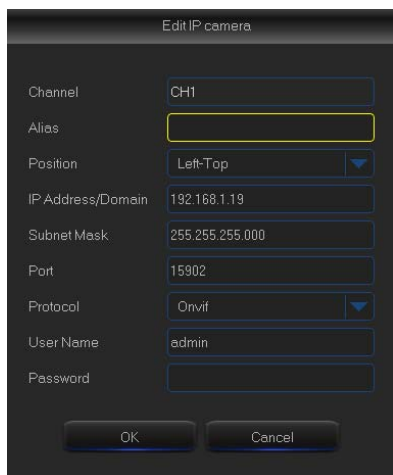 Edit IP camera
Channel CH1
Alias
Position Left-Top
IP Address/Domain 192.168.1.19
Subnet Mask 255.255.255.000
Port 15902
Protocol Onvif
User Name admin
Password
OK Cancel